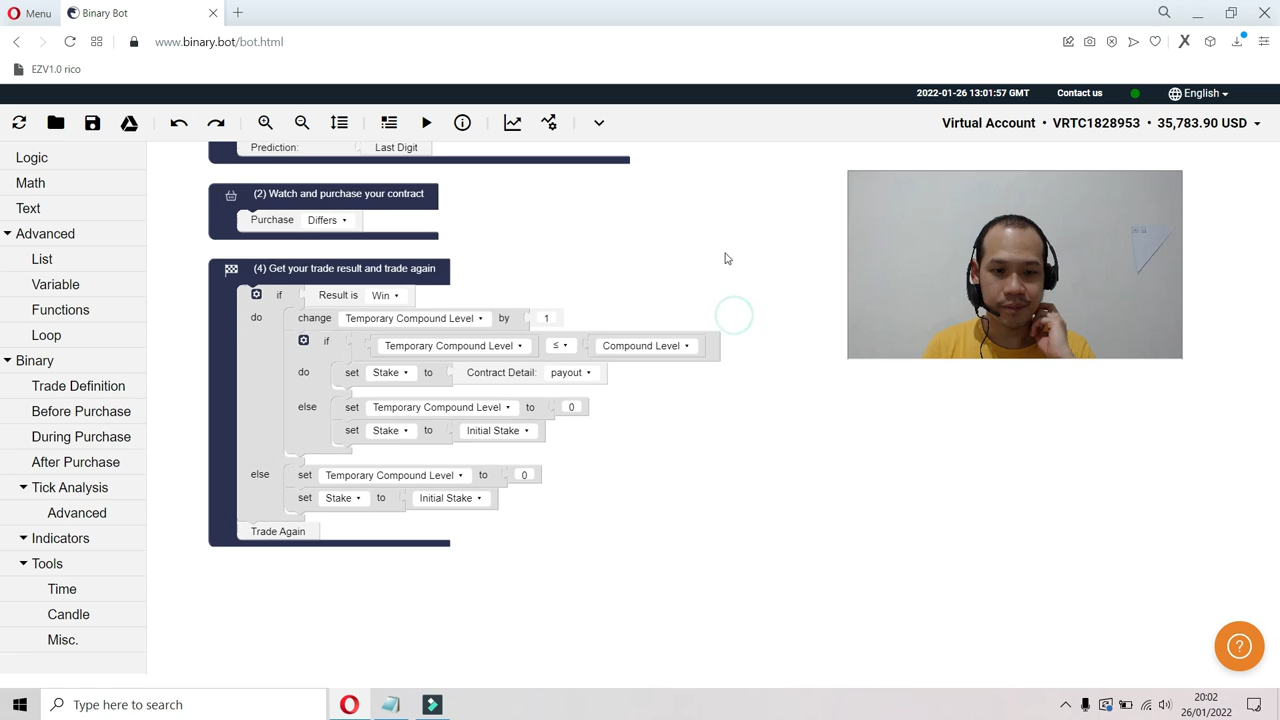 Menu
Binary Bot
www.binary.bot/bot.html
EZV1.0 rico
2022-01-26 13:01:57 GMT
Contact us
English
Virtual Account • VRTC1828953 • 35,783.90 USD
Logic
Math
Text
Advanced
List
Variable
Functions
Loop
Binary
Trade Definition
Before Purchase
During Purchase
After Purchase
Tick Analysis
Advanced
Indicators
Tools
Time
Candle
Misc.
Prediction: Last Digit
(2) Watch and purchase your contract
Purchase Differs
(4) Get your trade result and trade again
if Result is Win
do change Temporary Compound Level by 1
if Temporary Compound Level ≤ Compound Level
do set Stake to Contract Detail: payout
else set Temporary Compound Level to 0
set Stake to Initial Stake
else set Temporary Compound Level to 0
set Stake to Initial Stake
Trade Again
Type here to search
20:02
26/01/2022